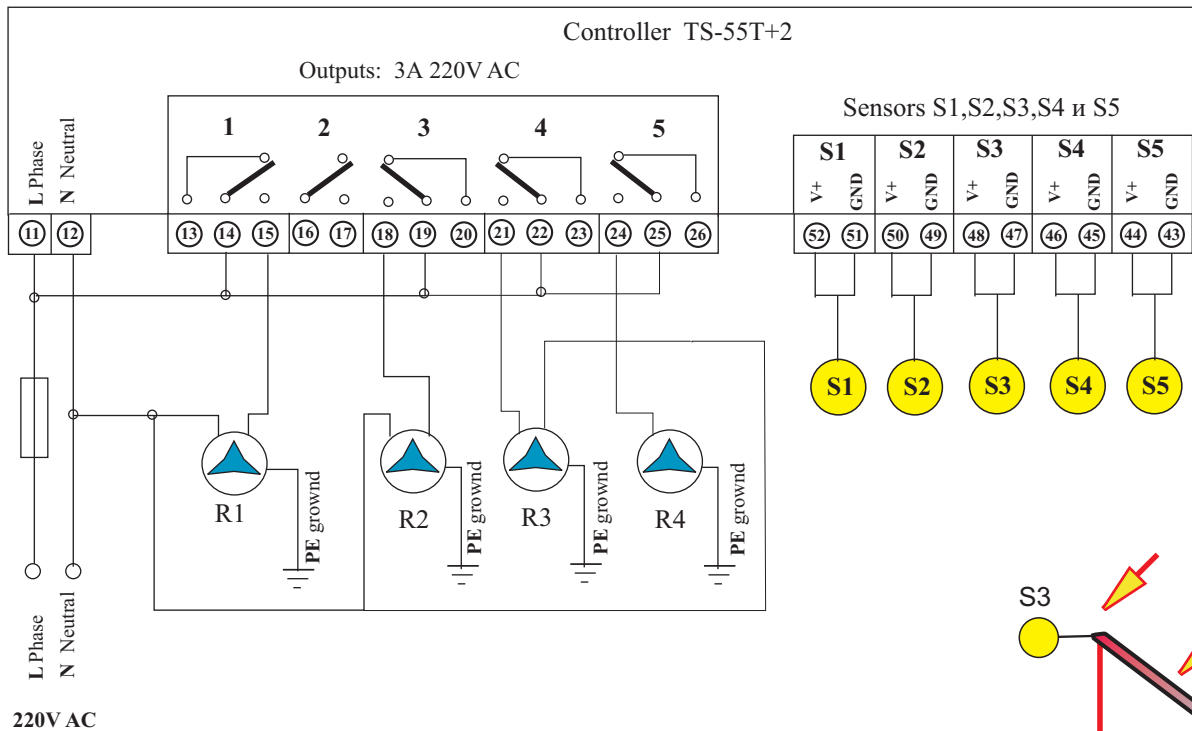 Controller TS-55T+2
Outputs: 3A 220V AC
Sensors S1,S2,S3,S4 и S5
L Phase
N Neutral
1 2 3 4 5
S1 S2 S3 S4 S5
V+ GND V+ GND V+ GND V+ GND V+ GND
11 12 13 14 15 16 17 18 19 20 21 22 23 24 25 26
52 51 50 49 48 47 46 45 44 43
S1 S2 S3 S4 S5
R1 R2 R3 R4
PE grownd
PE grownd
PE grownd
PE grownd
L Phase
N Neutral
220V AC
S3